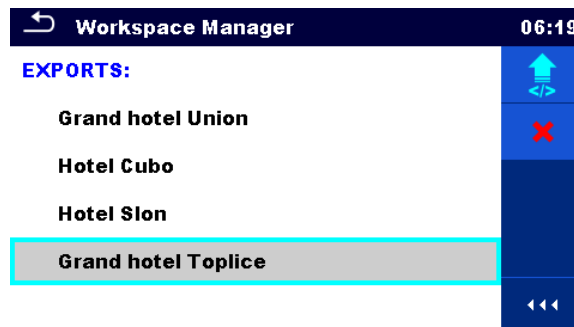 Workspace Manager 06:19
EXPORTS:
</>
Grand hotel Union
Hotel Cubo
Hotel Slon
Grand hotel Toplice